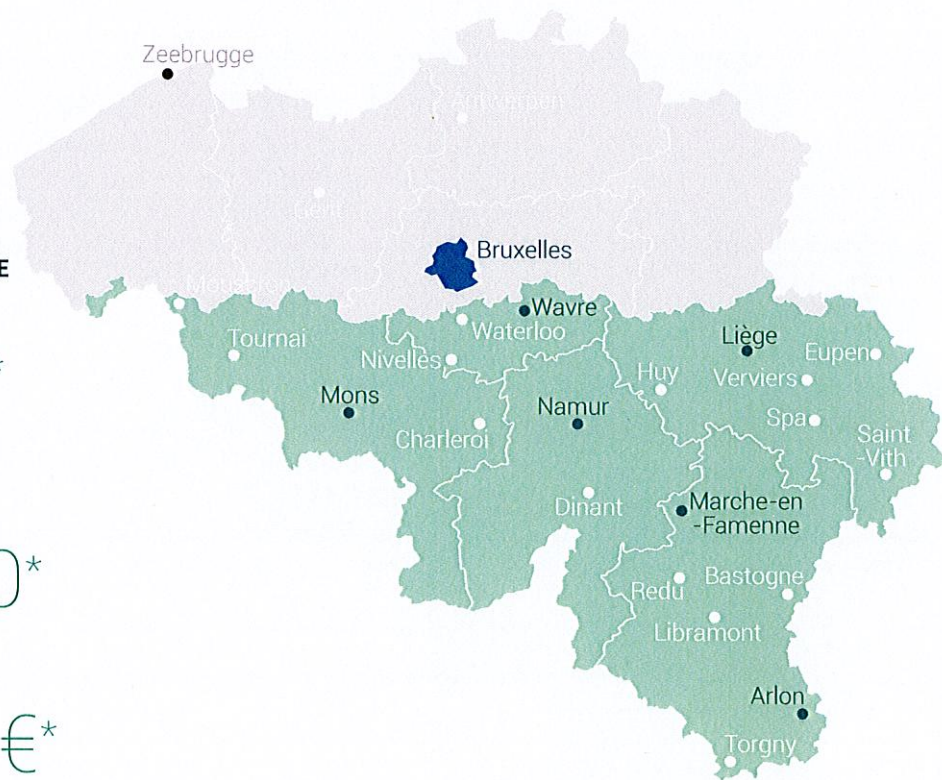 Zeebrugge
Antwerpen
Gent
Bruxelles
E
Mouscron
Wavre
Waterloo
Tournai
Liège
Eupen
Nivelles
Huy
Verviers
*
Mons
Namur
Spa
Charleroi
Saint
-Vith
Dinant
Marche-en
-Famenne
0*
Redu
Bastogne
Libramont
Arlon
€*
Torgny